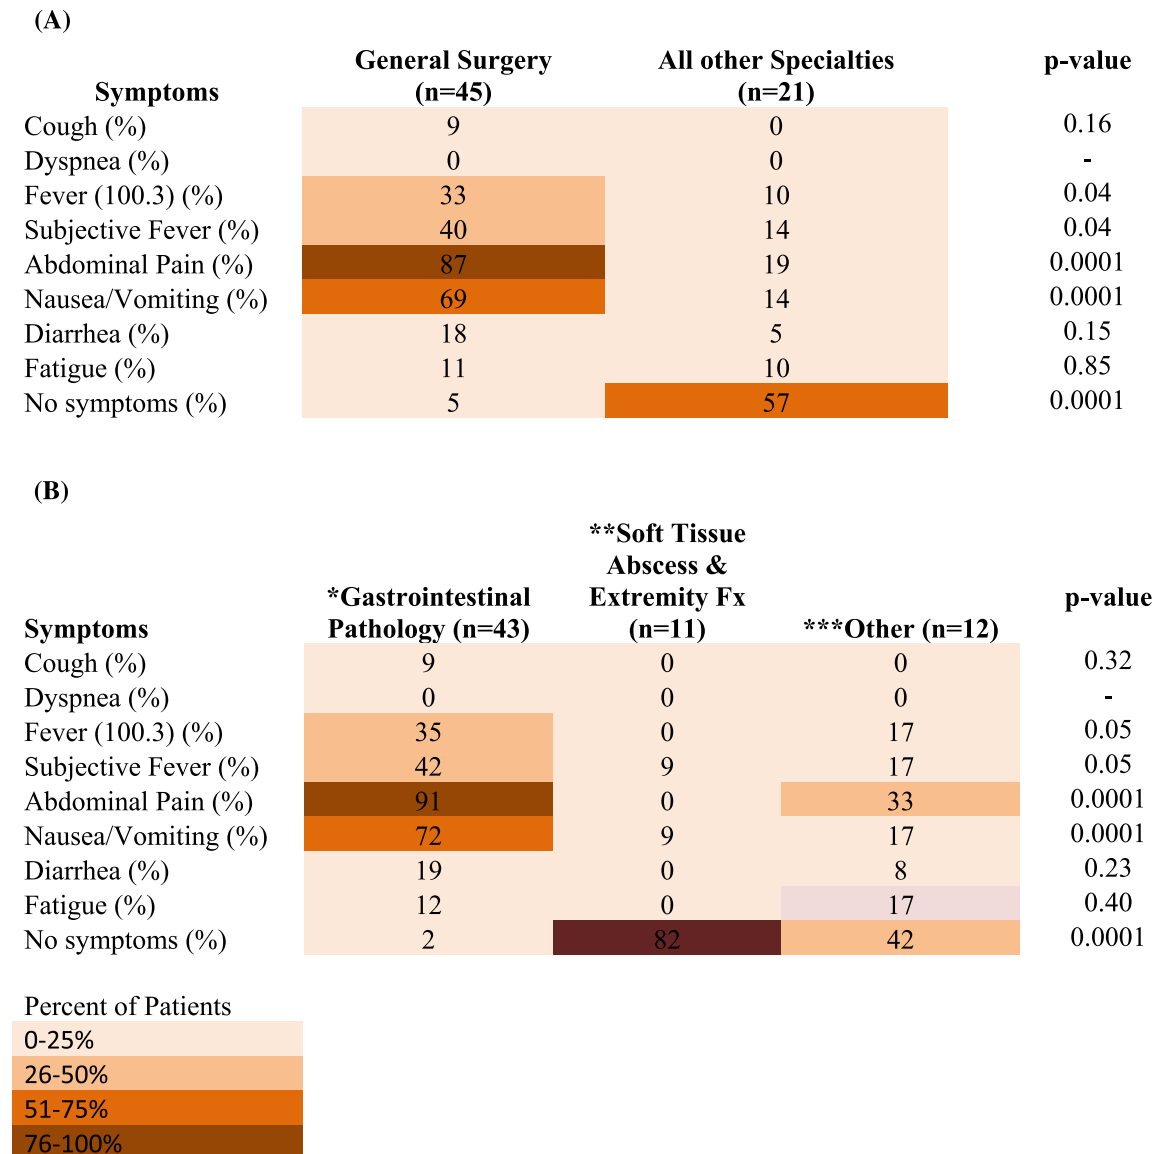 (A)
Symptoms General Surgery (n=45) All other Specialties (n=21) p-value
Cough (%) 9 0 0.16
Dyspnea (%) 0 0 -
Fever (100.3) (%) 33 10 0.04
Subjective Fever (%) 40 14 0.04
Abdominal Pain (%) 87 19 0.0001
Nausea/Vomiting (%) 69 14 0.0001
Diarrhea (%) 18 5 0.15
Fatigue (%) 11 10 0.85
No symptoms (%) 5 57 0.0001
(B)
Symptoms *Gastrointestinal Pathology (n=43) **Soft Tissue Abscess & Extremity Fx (n=11) ***Other (n=12) p-value
Cough (%) 9 0 0 0.32
Dyspnea (%) 0 0 0 -
Fever (100.3) (%) 35 0 17 0.05
Subjective Fever (%) 42 9 17 0.05
Abdominal Pain (%) 91 0 33 0.0001
Nausea/Vomiting (%) 72 9 17 0.0001
Diarrhea (%) 19 0 8 0.23
Fatigue (%) 12 0 17 0.40
No symptoms (%) 2 82 42 0.0001
Percent of Patients
0-25%
26-50%
51-75%
76-100%